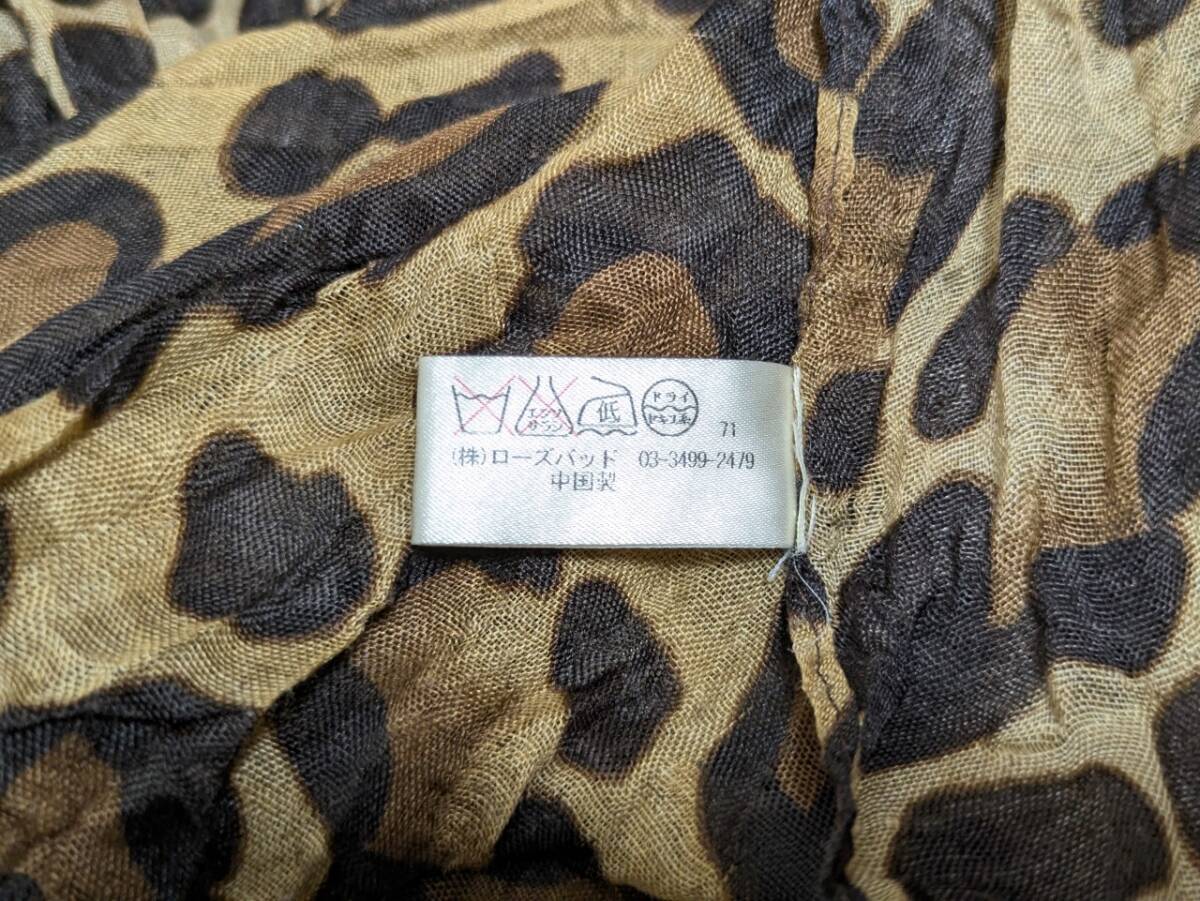 エンソ
サラシ
低
ドライ
セキユ系
71
(株)ローズバッド 03-3499-2479
中国製